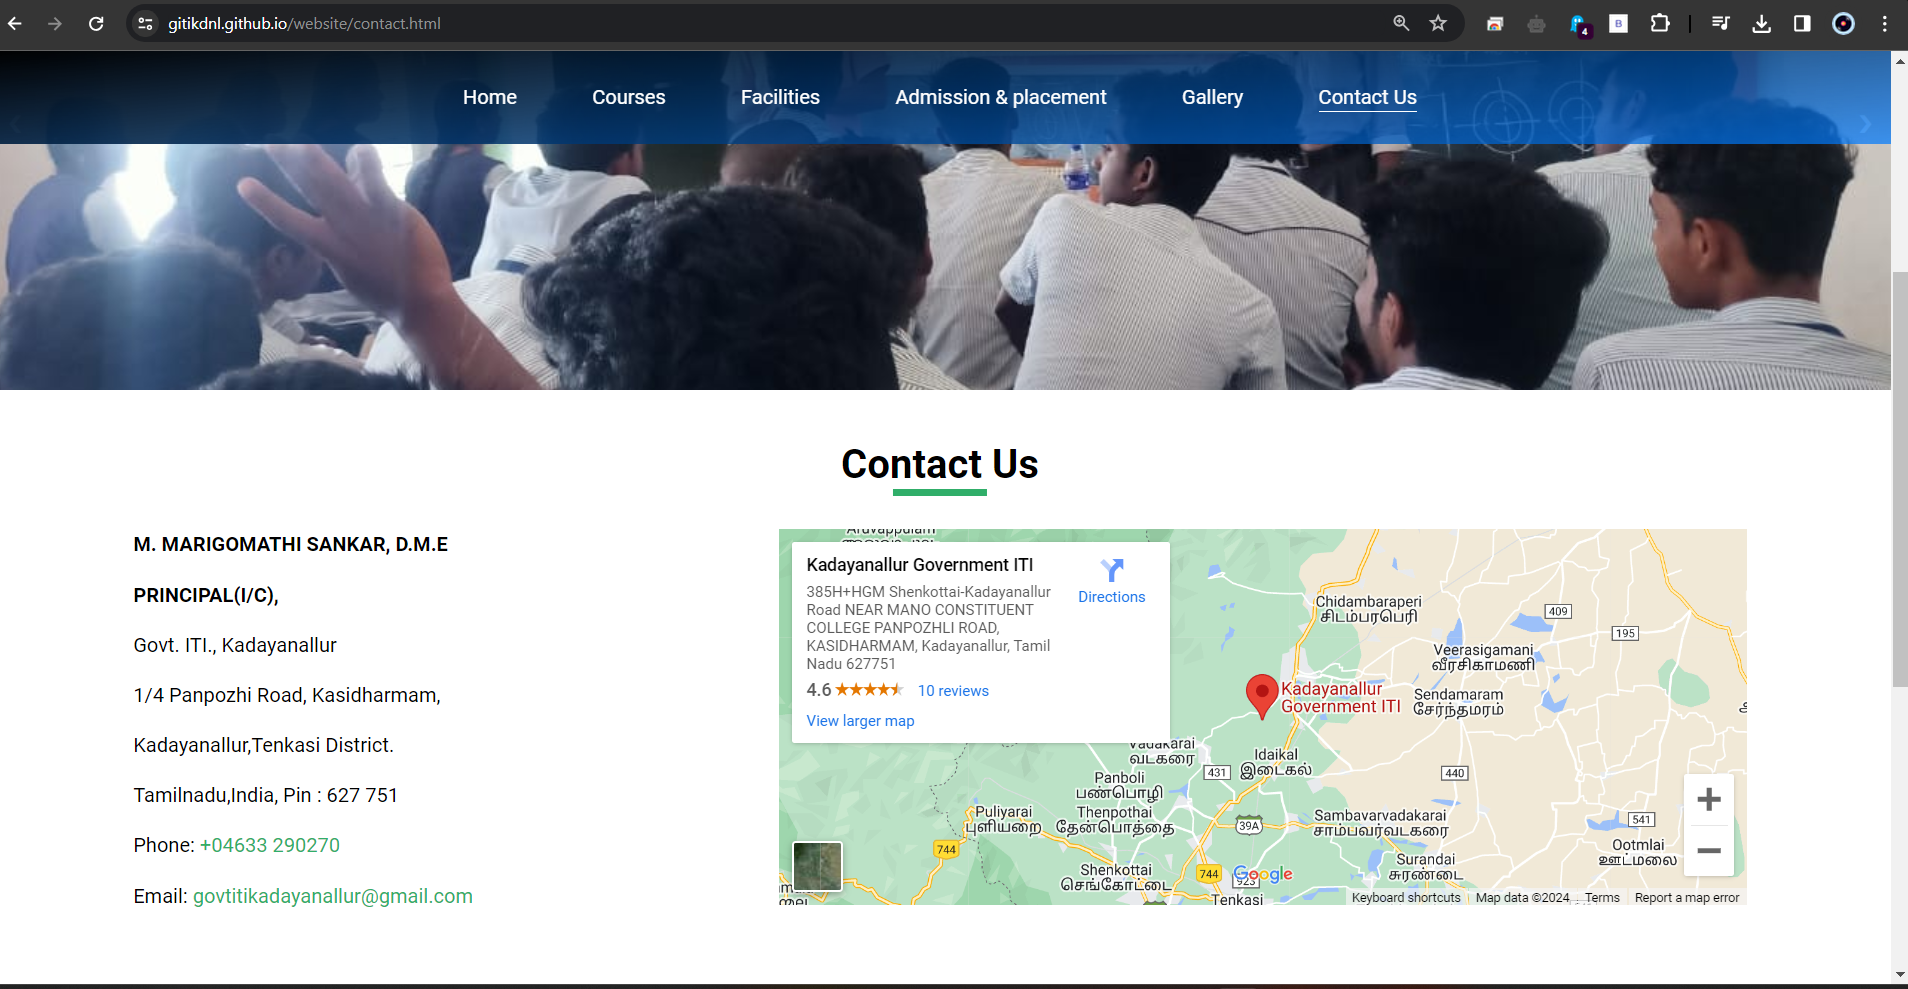 gitikdnl.github.io/website/contact.html
4
B
Home
Courses
Facilities
Admission & placement
Gallery
Contact Us
Contact Us
M. MARIGOMATHI SANKAR, D.M.E
PRINCIPAL(I/C),
Govt. ITI., Kadayanallur
1/4 Panpozhi Road, Kasidharmam,
Kadayanallur,Tenkasi District.
Tamilnadu,India, Pin : 627 751
Phone: +04633 290270
Email: govtitikadayanallur@gmail.com
Kadayanallur Government ITI
385H+HGM Shenkottai-Kadayanallur
Road NEAR MANO CONSTITUENT
COLLEGE PANPOZHLI ROAD,
KASIDHARMAM, Kadayanallur, Tamil
Nadu 627751
4.6
10 reviews
View larger map
Directions
Chidambaraperi
சிடம்பரபெரி
409
195
Veerasigamani
வீரசிகாமணி
Kadayanallur
Government ITI
Sendamaram
சேர்ந்தமரம்
Vadakarai
வடகரை
Idaikal
இடைகல்
431
440
Panboli
பண்பொழி
Puliyarai
புளியறை
Thenpothai
தேன்பொத்தை
39A
Sambavarvadakarai
சாம்பவர்வடகரை
541
744
Ootmlai
ஊட்மலை
Surandai
சுரண்டை
Shenkottai
செங்கோட்டை
744
923
Google
Tenkasi
Keyboard shortcuts
Map data ©2024
Terms
Report a map error